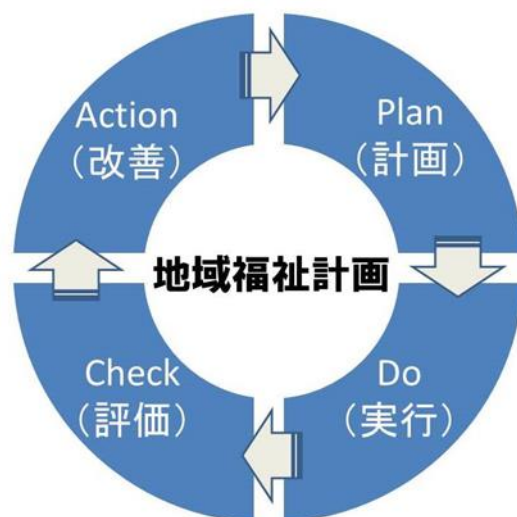 Action
（改善）
Plan
（計画）
地域福祉計画
Check
（評価）
Do
（実行）